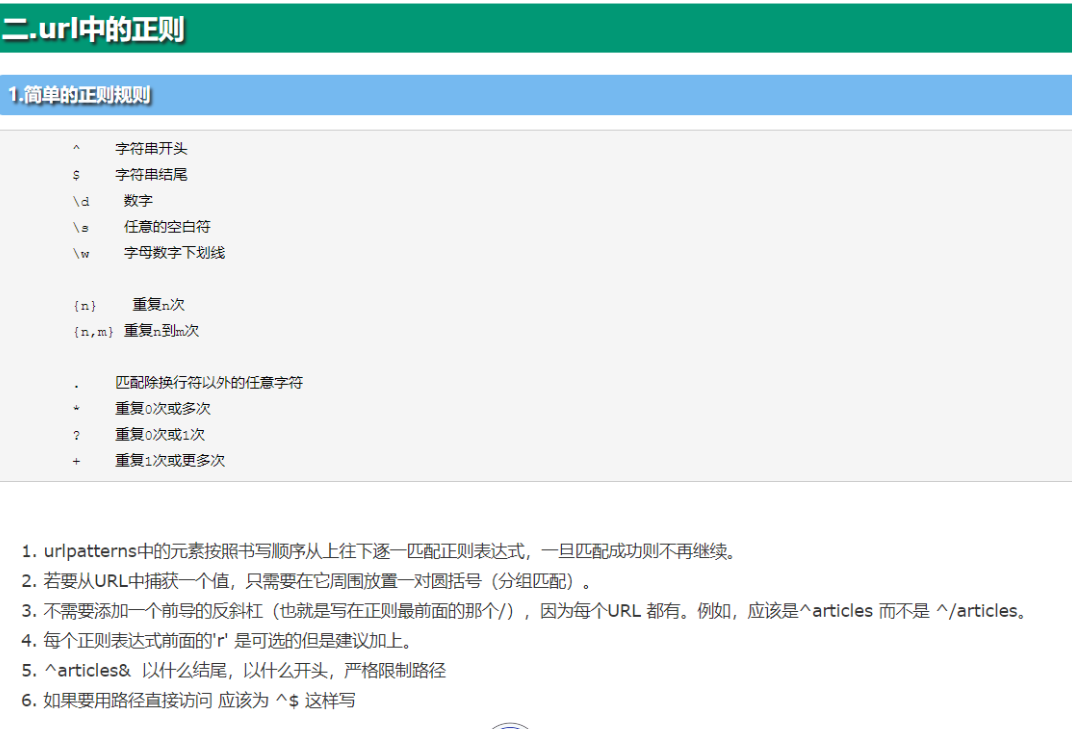 二.url中的正则
1.简单的正则规则
^ 字符串开头
$ 字符串结尾
\d 数字
\s 任意的空白符
\w 字母数字下划线
{n} 重复n次
{n,m} 重复n到m次
. 匹配除换行符以外的任意字符
* 重复0次或多次
? 重复0次或1次
+ 重复1次或更多次
1. urlpatterns中的元素按照书写顺序从上往下逐一匹配正则表达式，一旦匹配成功则不再继续。
2. 若要从URL中捕获一个值，只需要在它周围放置一对圆括号（分组匹配）。
3. 不需要添加一个前导的反斜杠（也就是写在正则最前面的那个/），因为每个URL 都有。例如，应该是^articles 而不是 ^/articles。
4. 每个正则表达式前面的'r' 是可选的但是建议加上。
5. ^articles& 以什么结尾，以什么开头，严格限制路径
6. 如果要用路径直接访问 应该为 ^$ 这样写